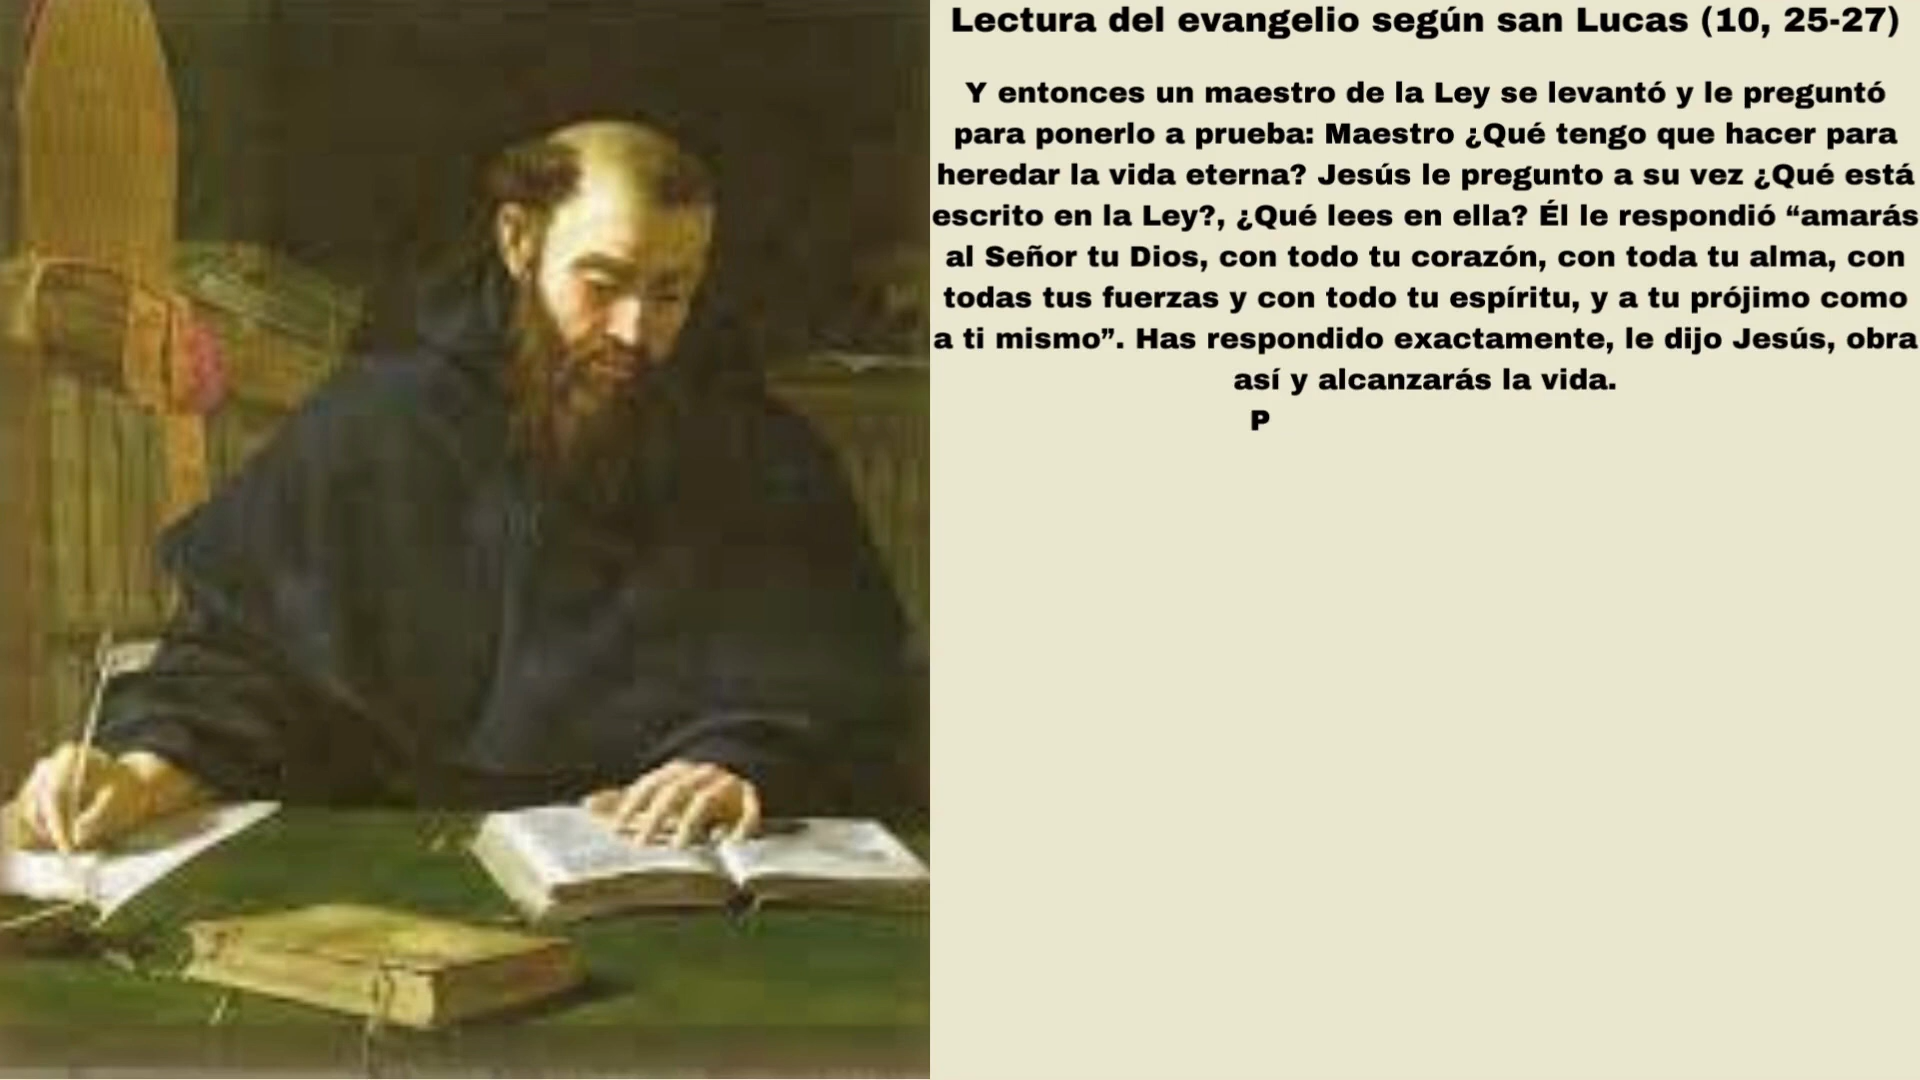 Lectura del evangelio según san Lucas (10, 25-27)
Y entonces un maestro de la Ley se levantó y le preguntó
para ponerlo a prueba: Maestro ¿Qué tengo que hacer para
heredar la vida eterna? Jesús le pregunto a su vez ¿Qué está
escrito en la Ley?, ¿Qué lees en ella? Él le respondió “amarás
al Señor tu Dios, con todo tu corazón, con toda tu alma, con
todas tus fuerzas y con todo tu espíritu, y a tu prójimo como
a ti mismo”. Has respondido exactamente, le dijo Jesús, obra
así y alcanzarás la vida.
P